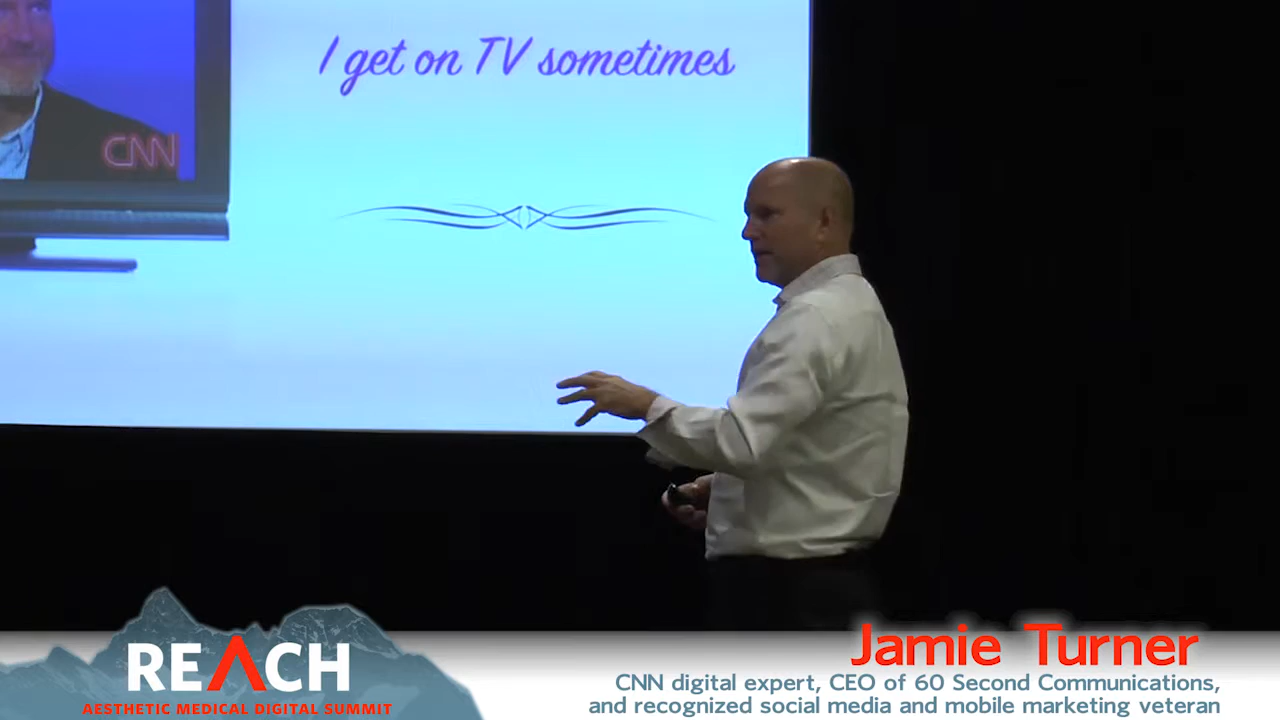 I get on TV sometimes
CNN
REACH
AESTHETIC MEDICAL DIGITAL SUMMIT
Jamie Turner
CNN digital expert, CEO of 60 Second Communications,
and recognized social media and mobile marketing veteran